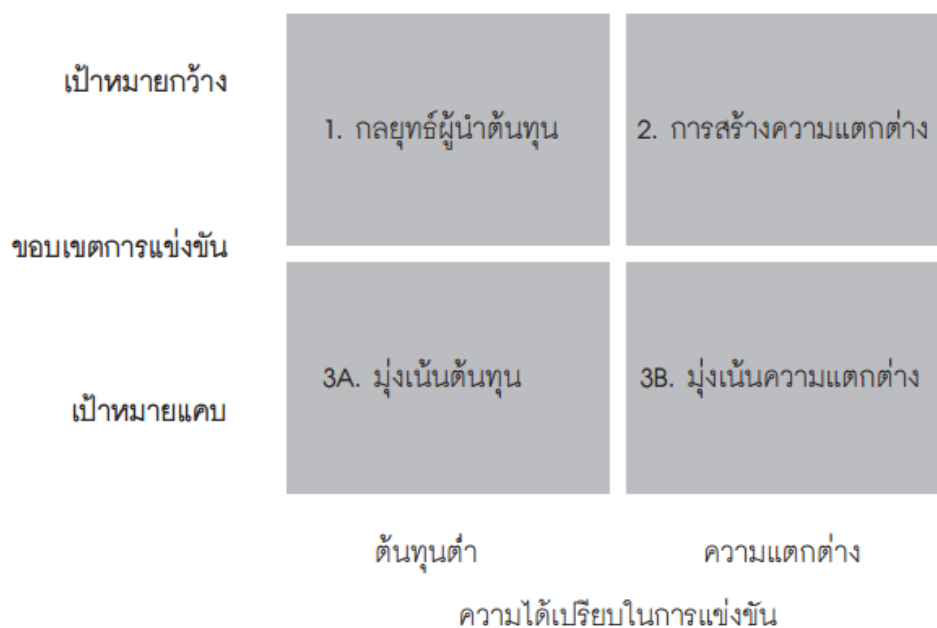 เป้าหมายกว้าง
1. กลยุทธ์ผู้นำต้นทุน
2. การสร้างความแตกต่าง
ขอบเขตการแข่งขัน
3A. มุ่งเน้นต้นทุน
3B. มุ่งเน้นความแตกต่าง
เป้าหมายแคบ
ต้นทุนต่ำ
ความแตกต่าง
ความได้เปรียบในการแข่งขัน